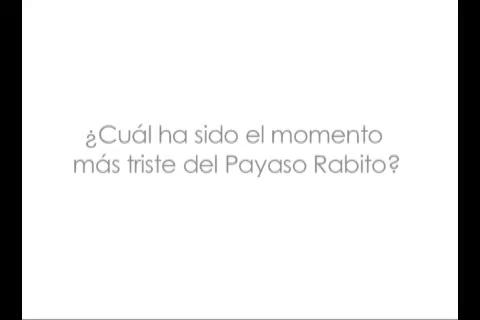 ¿Cuál ha sido el momento
más triste del Payaso Rabito?